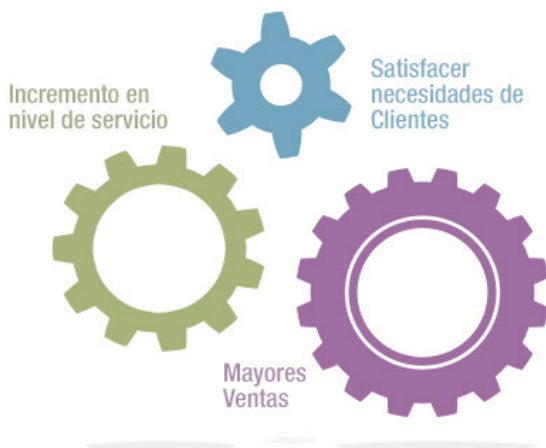 Incremento en
nivel de servicio
Satisfacer
necesidades de
Clientes
Mayores
Ventas